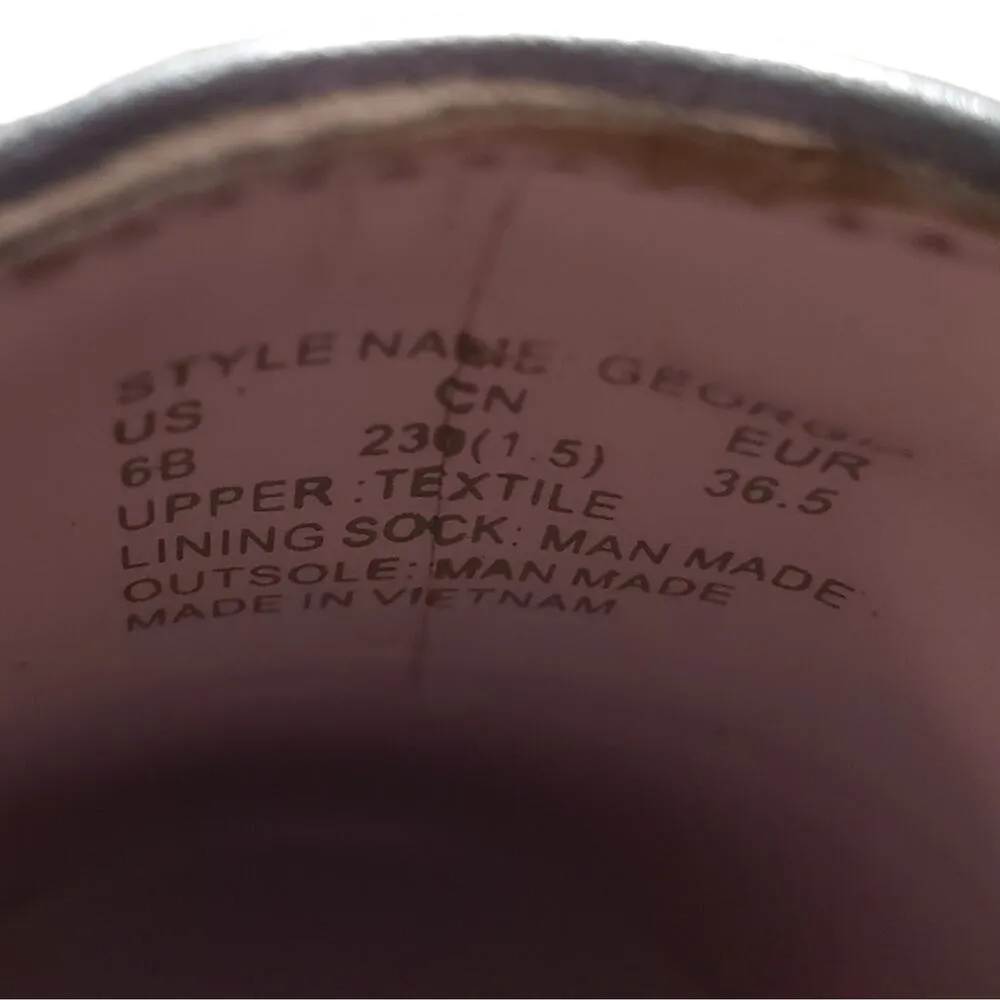 STYLE NAME:
US CN EUR
6B 230(1.5) 36.5
UPPER :TEXTILE
LINING SOCK: MAN MADE
OUTSOLE: MAN MADE
MADE IN VIETNAM